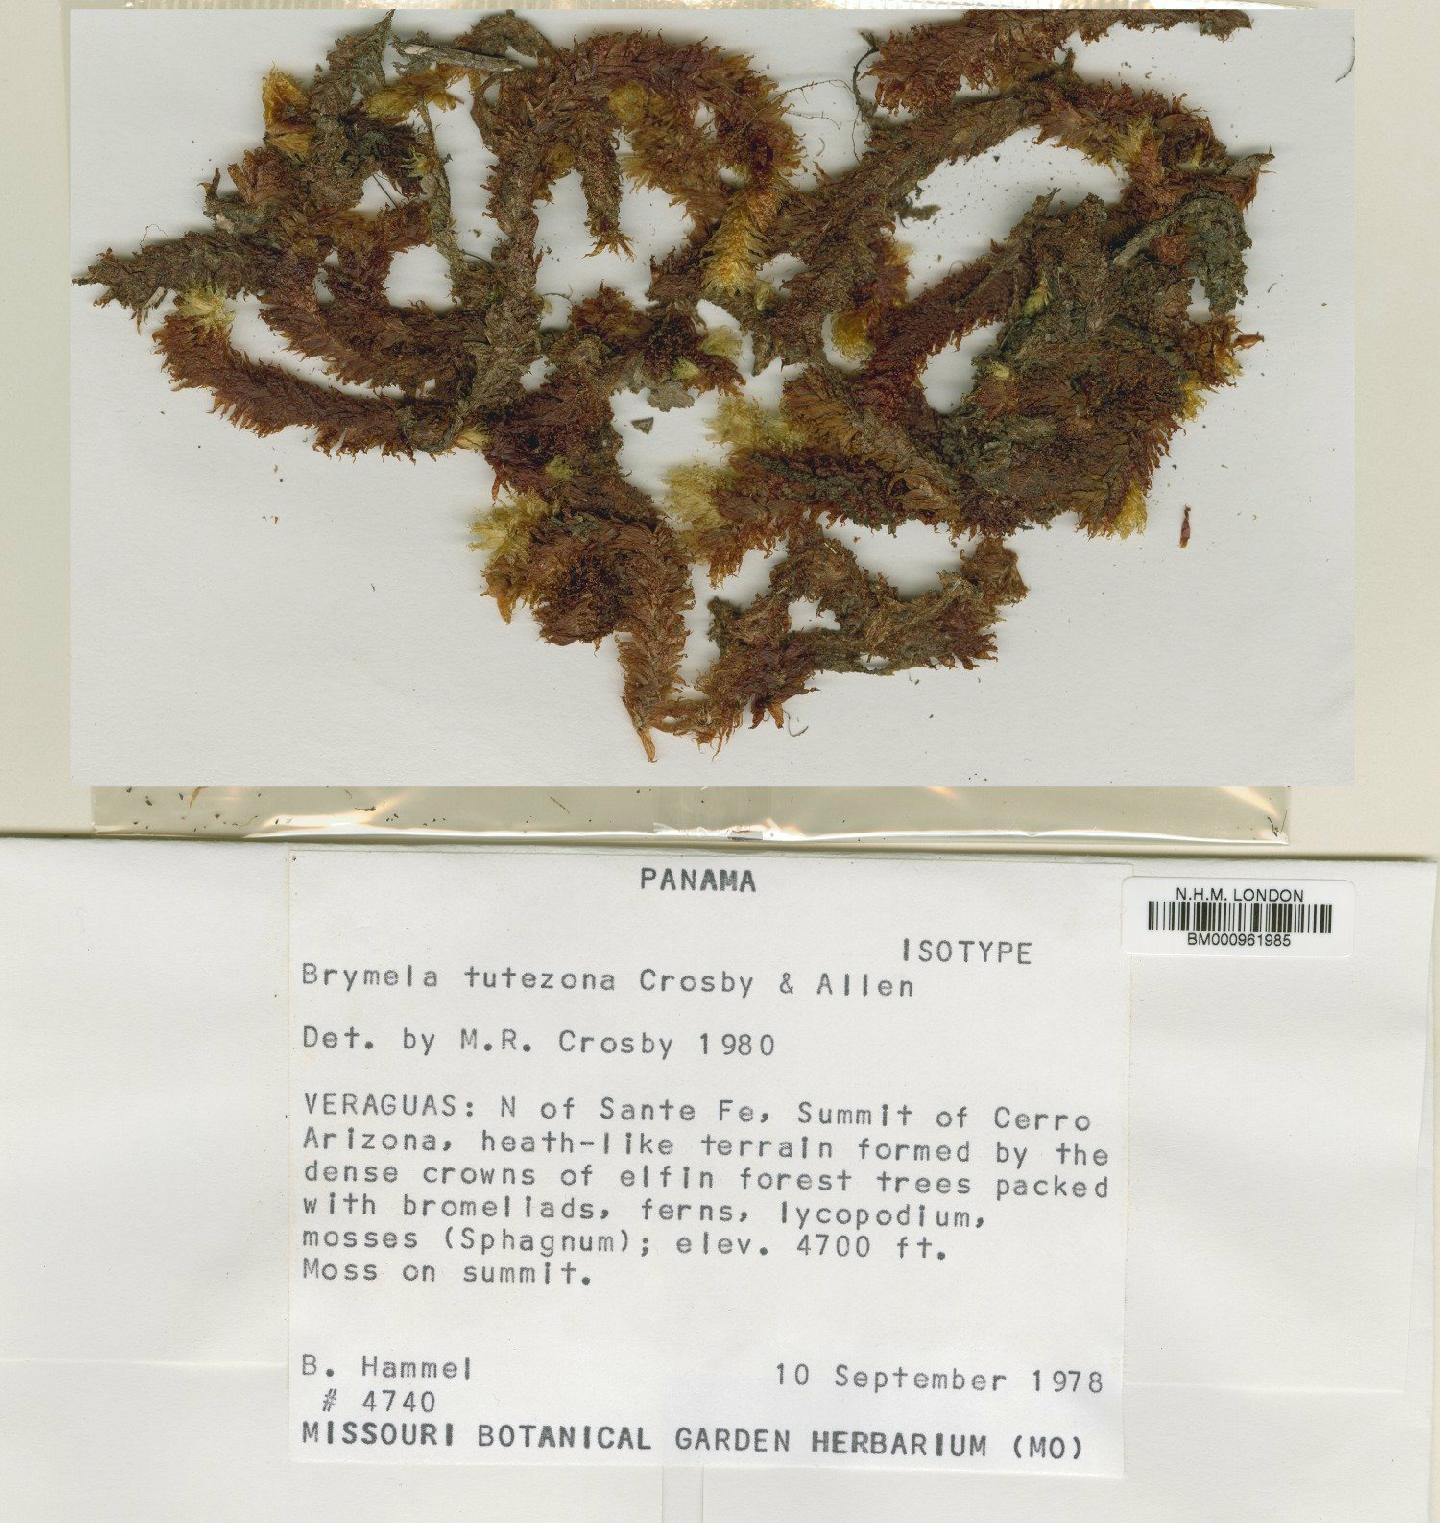 PANAMA
N.H.M. LONDON
BM000961985
ISOTYPE
Brymela tutezona Crosby & Allen
Det. by M.R. Crosby 1980
VERAGUAS: N of Sante Fe, Summit of Cerro
Arizona, heath-like terrain formed by the
dense crowns of elfin forest trees packed
with bromeliads, ferns, lycopodium,
mosses (Sphagnum); elev. 4700 ft.
Moss on summit.
B. Hammel 10 September 1978
# 4740
MISSOURI BOTANICAL GARDEN HERBARIUM (MO)